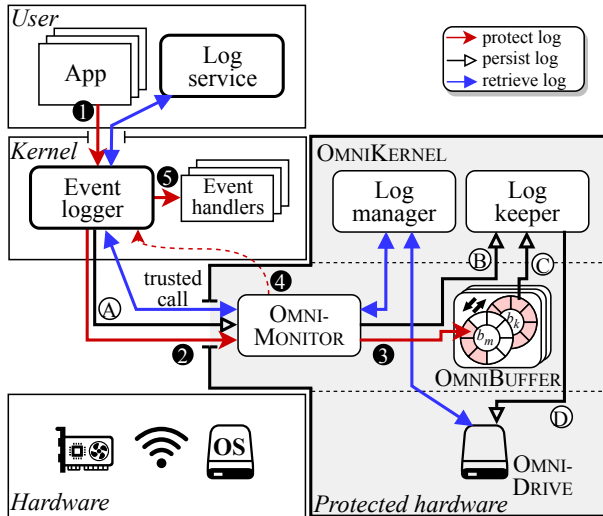 User
App
Log
service
protect log
persist log
retrieve log
1
Kernel
Event
logger
5
Event
handlers
OMNIKERNEL
Log
manager
Log
keeper
trusted
call
4
A
B
C
OMNI-
MONITOR
2
3
b_m
b_k
OMNIBUFFER
D
OS
Hardware
OMNI-
DRIVE
Protected hardware